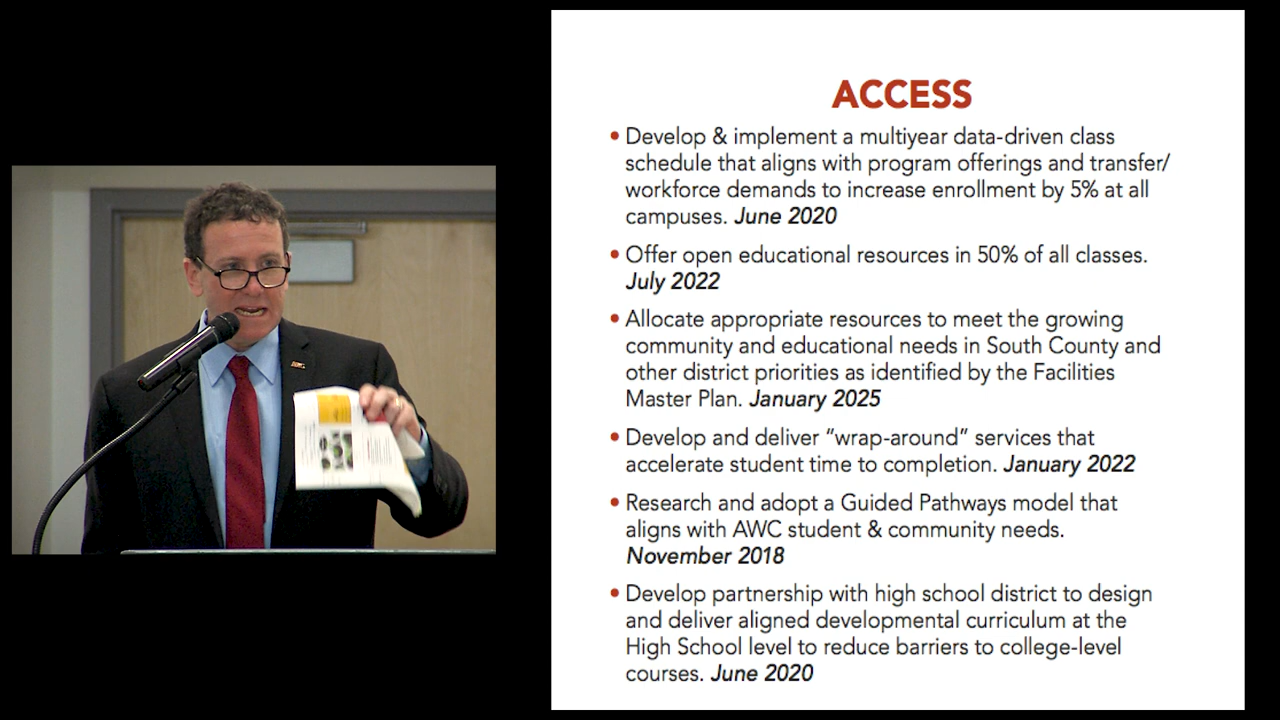 ACCESS
• Develop & implement a multiyear data-driven class
schedule that aligns with program offerings and transfer/
workforce demands to increase enrollment by 5% at all
campuses. June 2020
• Offer open educational resources in 50% of all classes.
July 2022
• Allocate appropriate resources to meet the growing
community and educational needs in South County and
other district priorities as identified by the Facilities
Master Plan. January 2025
• Develop and deliver “wrap-around” services that
accelerate student time to completion. January 2022
• Research and adopt a Guided Pathways model that
aligns with AWC student & community needs.
November 2018
• Develop partnership with high school district to design
and deliver aligned developmental curriculum at the
High School level to reduce barriers to college-level
courses. June 2020